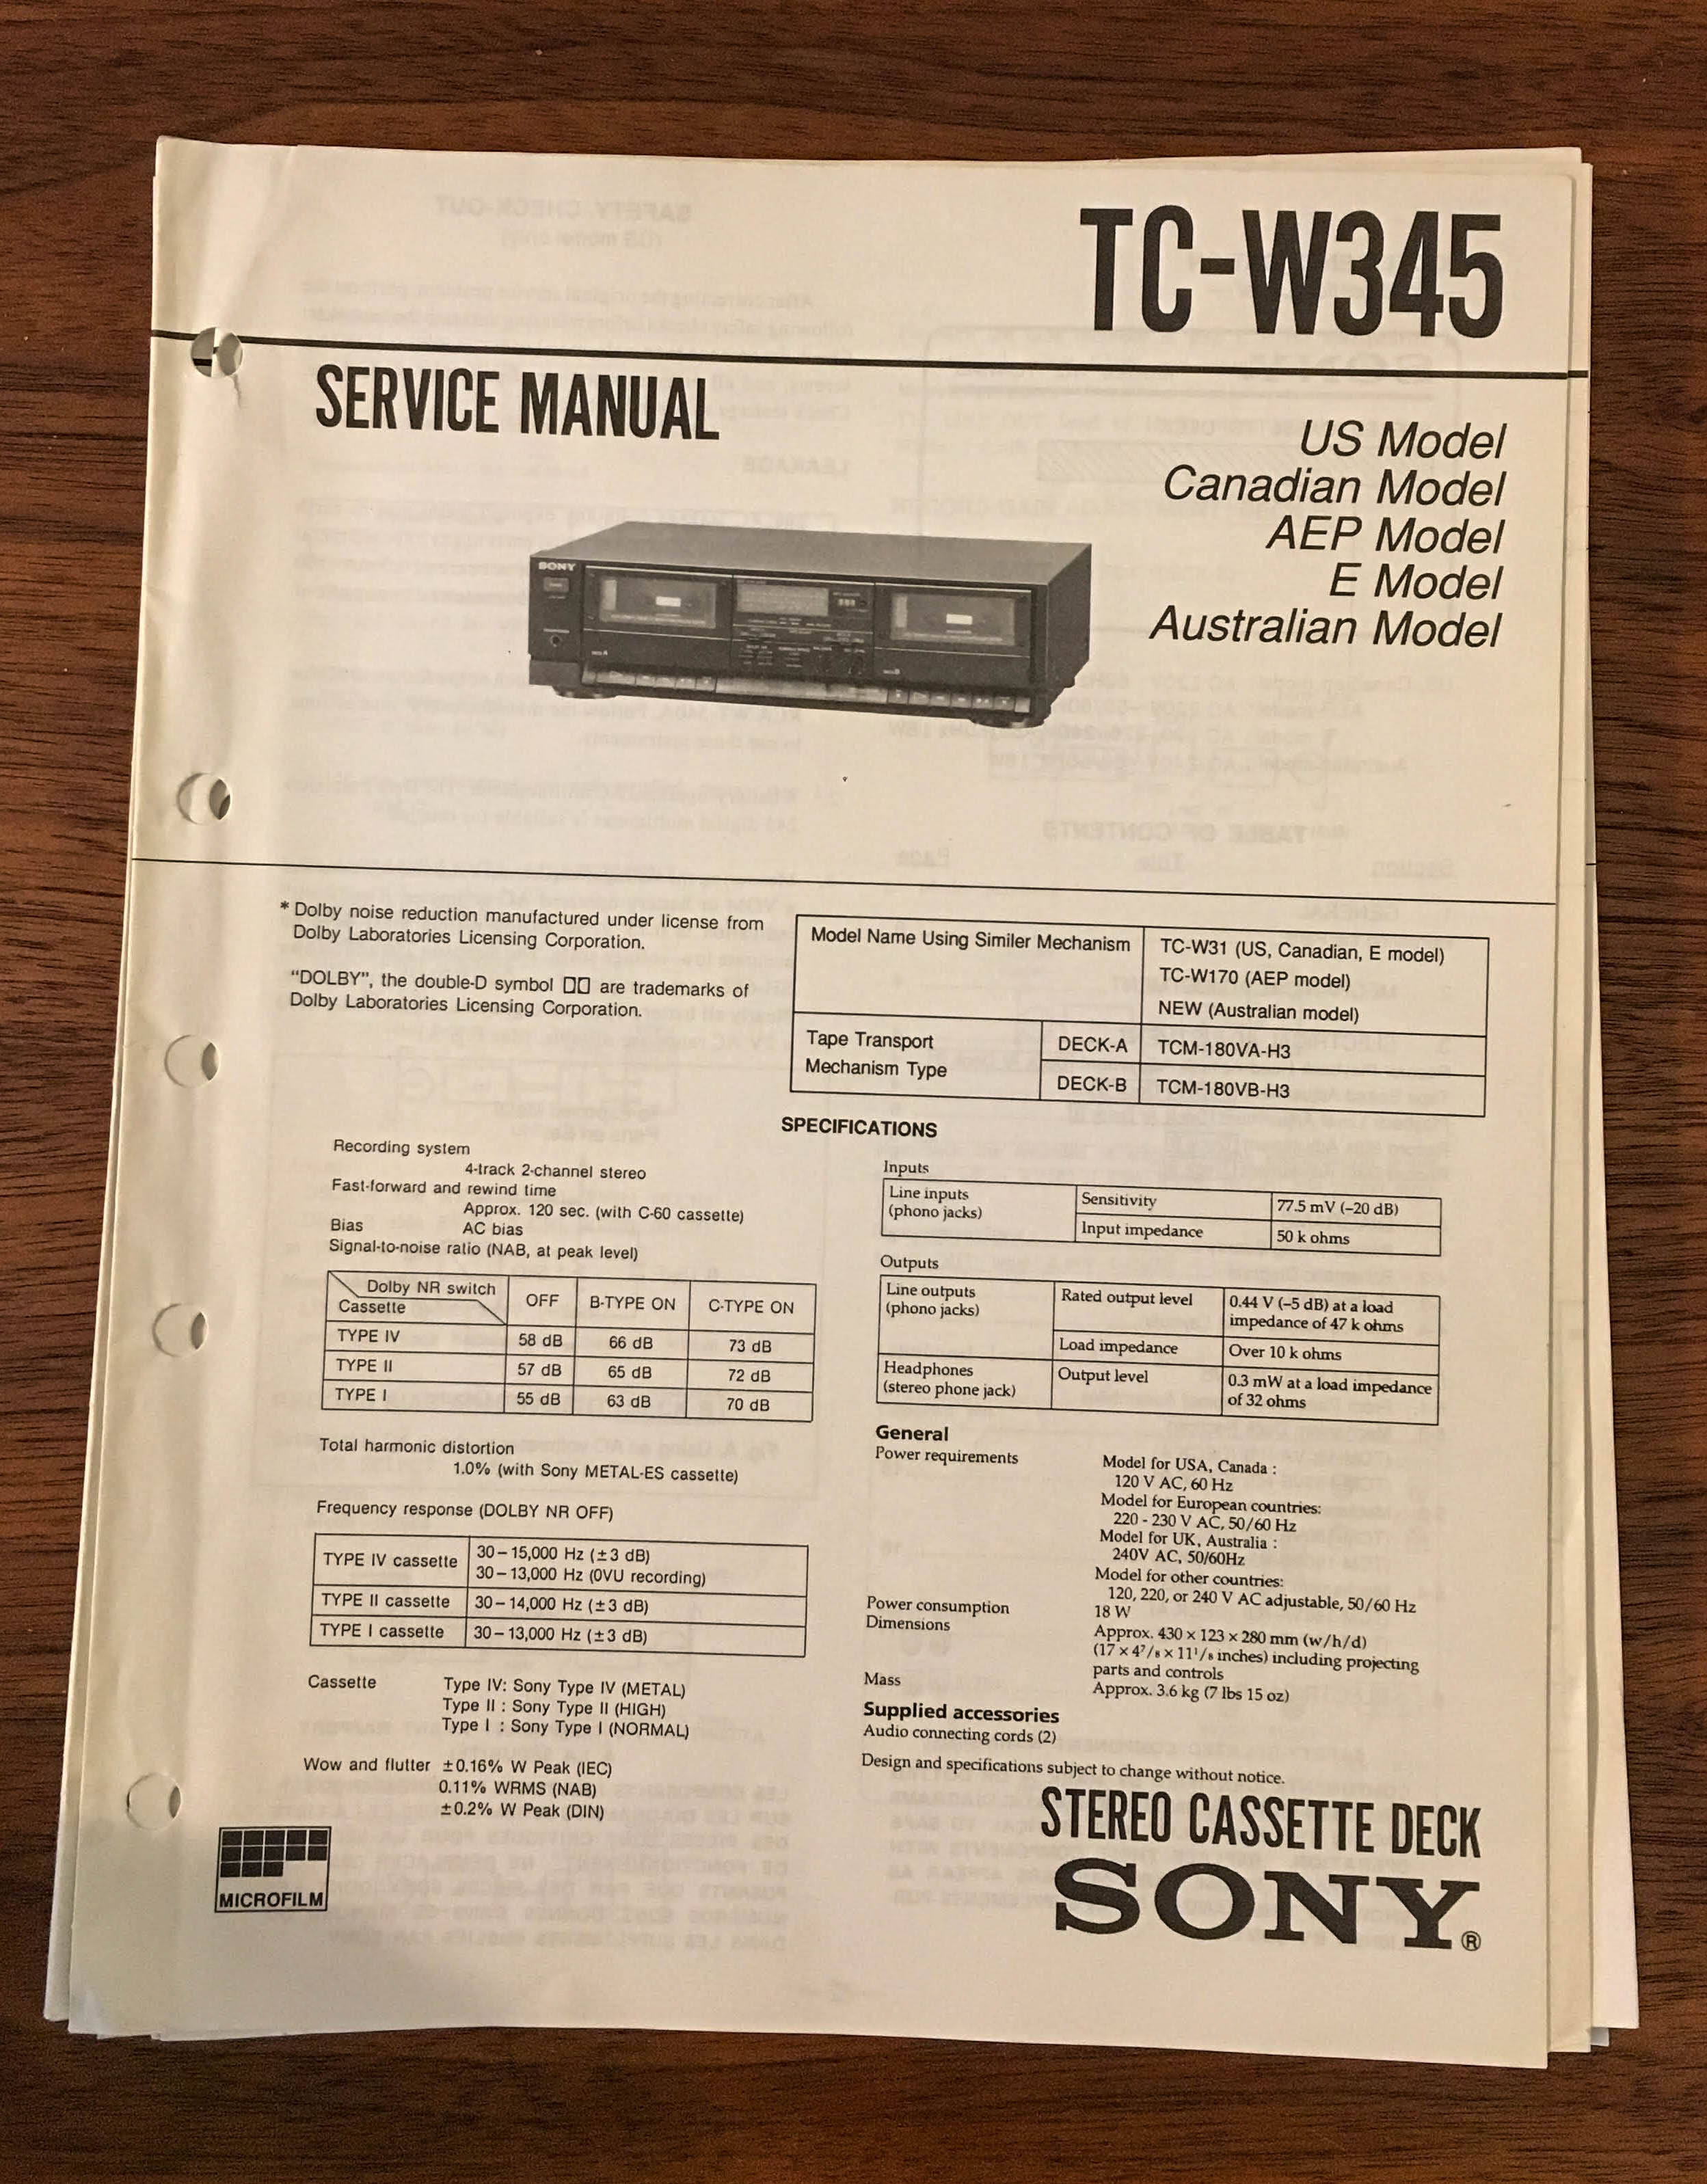 TC-W345
SERVICE MANUAL
US Model
Canadian Model
AEP Model
E Model
Australian Model
SONY
* Dolby noise reduction manufactured under license from
Dolby Laboratories Licensing Corporation.
"DOLBY", the double-D symbol are trademarks of
Dolby Laboratories Licensing Corporation.
Model Name Using Similer Mechanism
TC-W31 (US, Canadian, E model)
TC-W170 (AEP model)
NEW (Australian model)
Tape Transport
Mechanism Type
DECK-A TCM-180VA-H3
DECK-B TCM-180VB-H3
SPECIFICATIONS
Recording system
4-track 2-channel stereo
Fast-forward and rewind time
Approx. 120 sec. (with C-60 cassette)
Bias AC bias
Signal-to-noise ratio (NAB, at peak level)
Dolby NR switch
Cassette
OFF B-TYPE ON C-TYPE ON
TYPE IV 58 dB 66 dB 73 dB
TYPE II 57 dB 65 dB 72 dB
TYPE I 55 dB 63 dB 70 dB
Total harmonic distortion
1.0% (with Sony METAL-ES cassette)
Frequency response (DOLBY NR OFF)
TYPE IV cassette 30–15,000 Hz (±3 dB)
30–13,000 Hz (0VU recording)
TYPE II cassette 30–14,000 Hz (±3 dB)
TYPE I cassette 30–13,000 Hz (±3 dB)
Cassette Type IV: Sony Type IV (METAL)
Type II : Sony Type II (HIGH)
Type I : Sony Type I (NORMAL)
Wow and flutter ±0.16% W Peak (IEC)
0.11% WRMS (NAB)
±0.2% W Peak (DIN)
MICROFILM
Inputs
Line inputs
(phono jacks)
Sensitivity 77.5 mV (–20 dB)
Input impedance 50 k ohms
Outputs
Line outputs
(phono jacks)
Rated output level 0.44 V (–5 dB) at a load
impedance of 47 k ohms
Load impedance Over 10 k ohms
Headphones
(stereo phone jack)
Output level 0.3 mW at a load impedance
of 32 ohms
General
Power requirements Model for USA, Canada :
120 V AC, 60 Hz
Model for European countries:
220 - 230 V AC, 50/60 Hz
Model for UK, Australia :
240V AC, 50/60Hz
Model for other countries:
120, 220, or 240 V AC adjustable, 50/60 Hz
Power consumption 18 W
Dimensions Approx. 430 × 123 × 280 mm (w/h/d)
(17 × 4⁷/₈ × 11¹/₈ inches) including projecting
parts and controls
Mass Approx. 3.6 kg (7 lbs 15 oz)
Supplied accessories
Audio connecting cords (2)
Design and specifications subject to change without notice.
STEREO CASSETTE DECK
SONY®